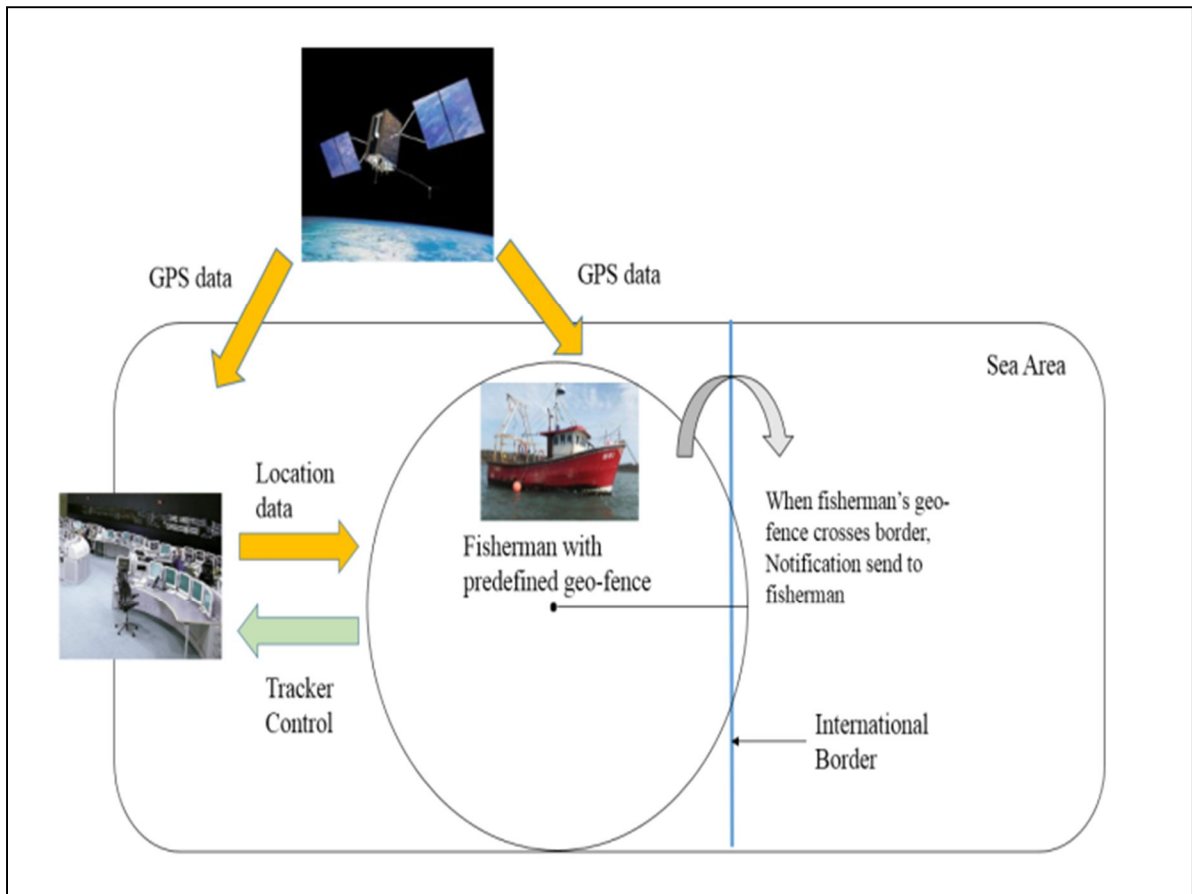 GPS data
GPS data
Sea Area
Location
data
Fisherman with
predefined geo-fence
When fisherman's geo-
fence crosses border,
Notification send to
fisherman
Tracker
Control
International
Border